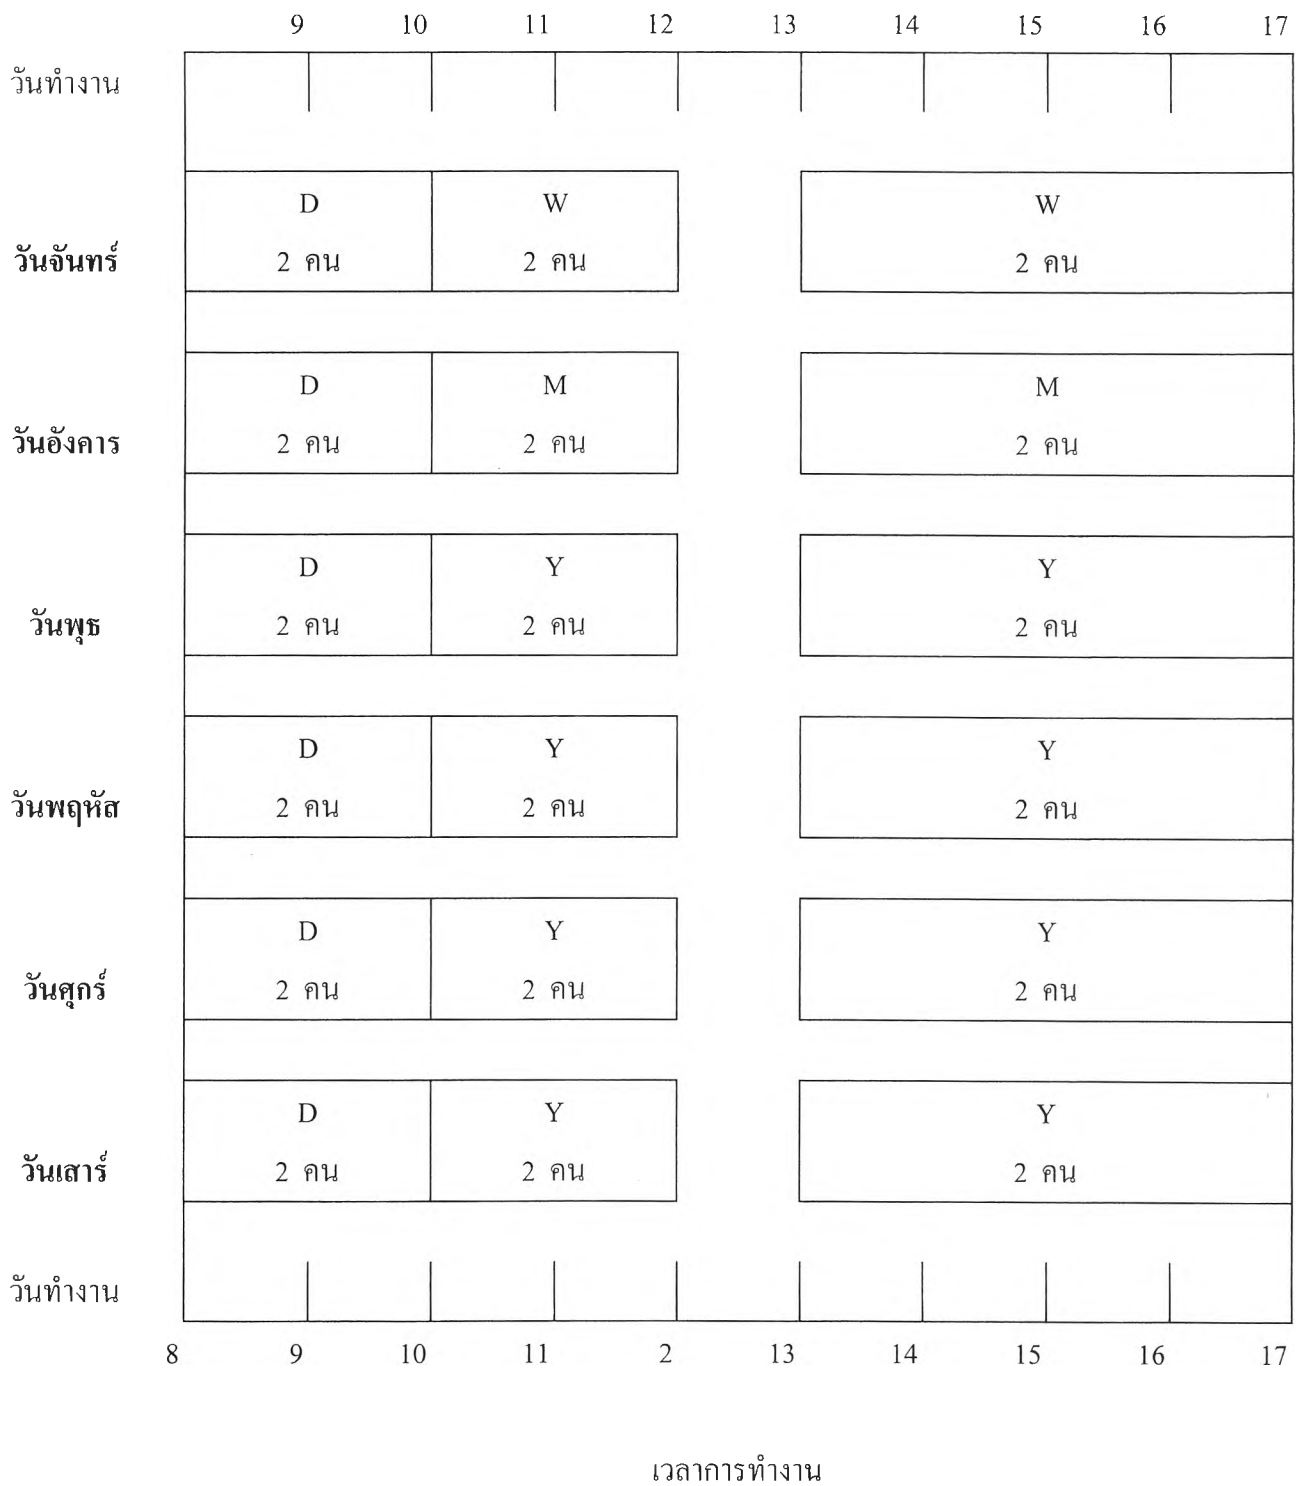 9 10 11 12 13 14 15 16 17
วันทำงาน
D W W
วันจันทร์ 2 คน 2 คน 2 คน
D M M
วันอังคาร 2 คน 2 คน 2 คน
D Y Y
วันพุธ 2 คน 2 คน 2 คน
D Y Y
วันพฤหัส 2 คน 2 คน 2 คน
D Y Y
วันศุกร์ 2 คน 2 คน 2 คน
D Y Y
วันเสาร์ 2 คน 2 คน 2 คน
วันทำงาน
8 9 10 11 2 13 14 15 16 17
เวลาการทำงาน